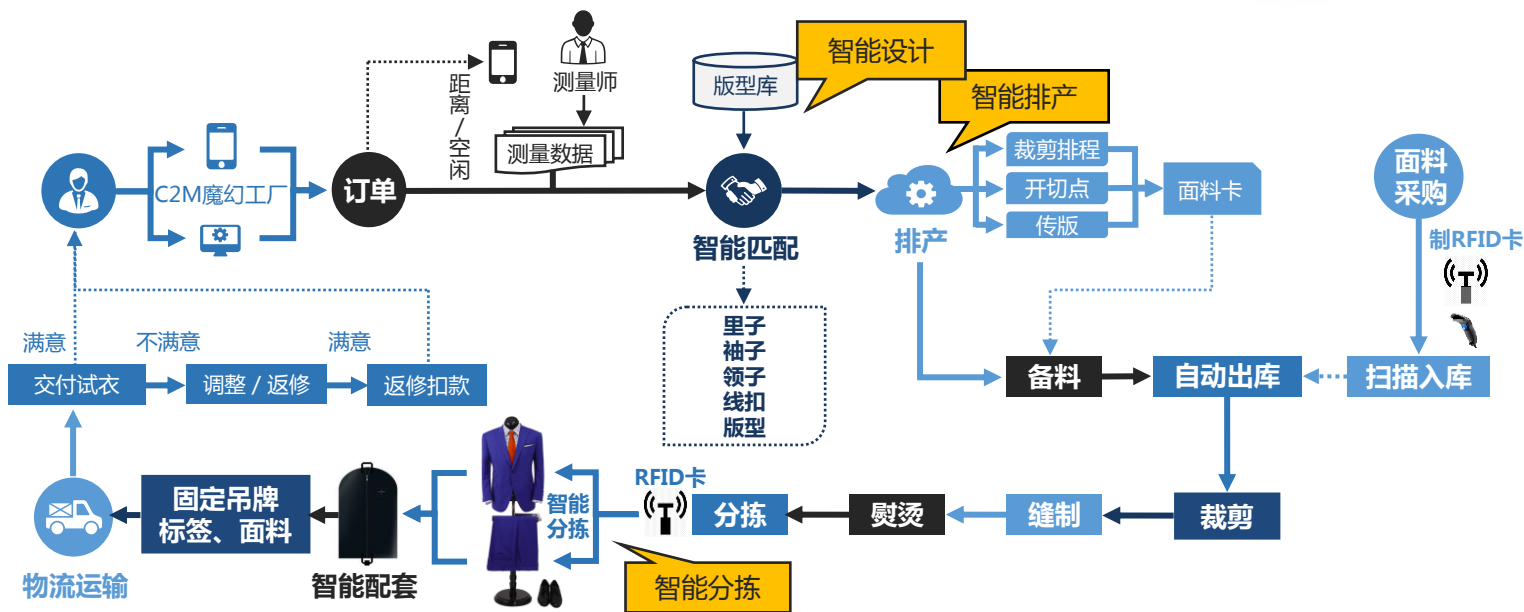 智能设计
测量师
版型库
智能排产
距离/空闲
测量数据
裁剪排程
面料
采购
C2M魔幻工厂
订单
开切点
面料卡
传版
智能匹配
排产
制RFID卡
里子
袖子
领子
线扣
版型
满意
不满意
满意
交付试衣
调整 / 返修
返修扣款
备料
自动出库
扫描入库
RFID卡
固定吊牌
标签、面料
智能
分拣
分拣
熨烫
缝制
裁剪
物流运输
智能配套
智能分拣